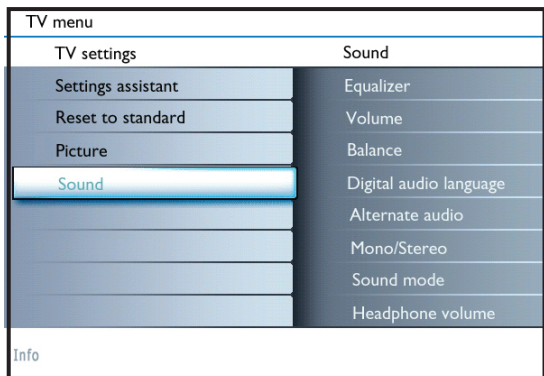 TV menu
TV settings
Sound
Settings assistant
Equalizer
Reset to standard
Volume
Picture
Balance
Sound
Digital audio language
Alternate audio
Mono/Stereo
Sound mode
Headphone volume
Info